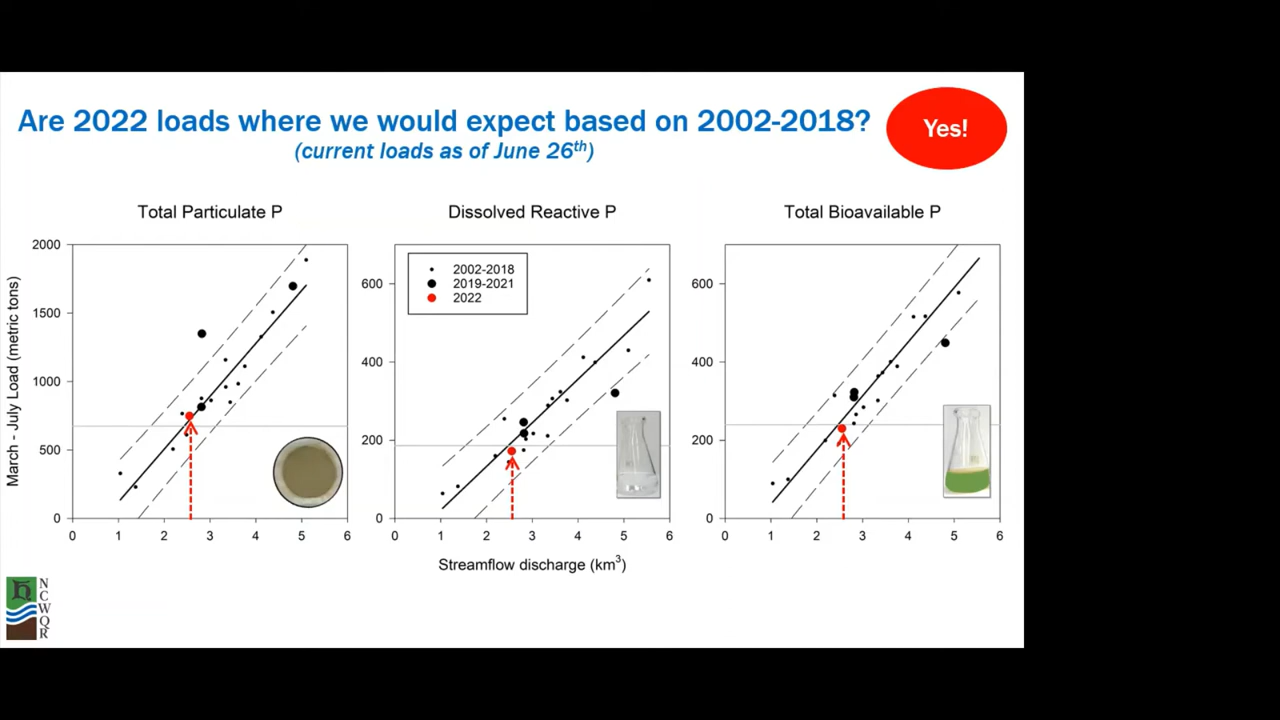 Are 2022 loads where we would expect based on 2002-2018?
(current loads as of June 26th)
Yes!
Total Particulate P
Dissolved Reactive P
Total Bioavailable P
March - July Load (metric tons)
2000
1500
1000
500
0
0 1 2 3 4 5 6
600
400
200
0
0 1 2 3 4 5 6
2002-2018
2019-2021
2022
600
400
200
0
0 1 2 3 4 5 6
Streamflow discharge (km3)
N
C
W
Q
R